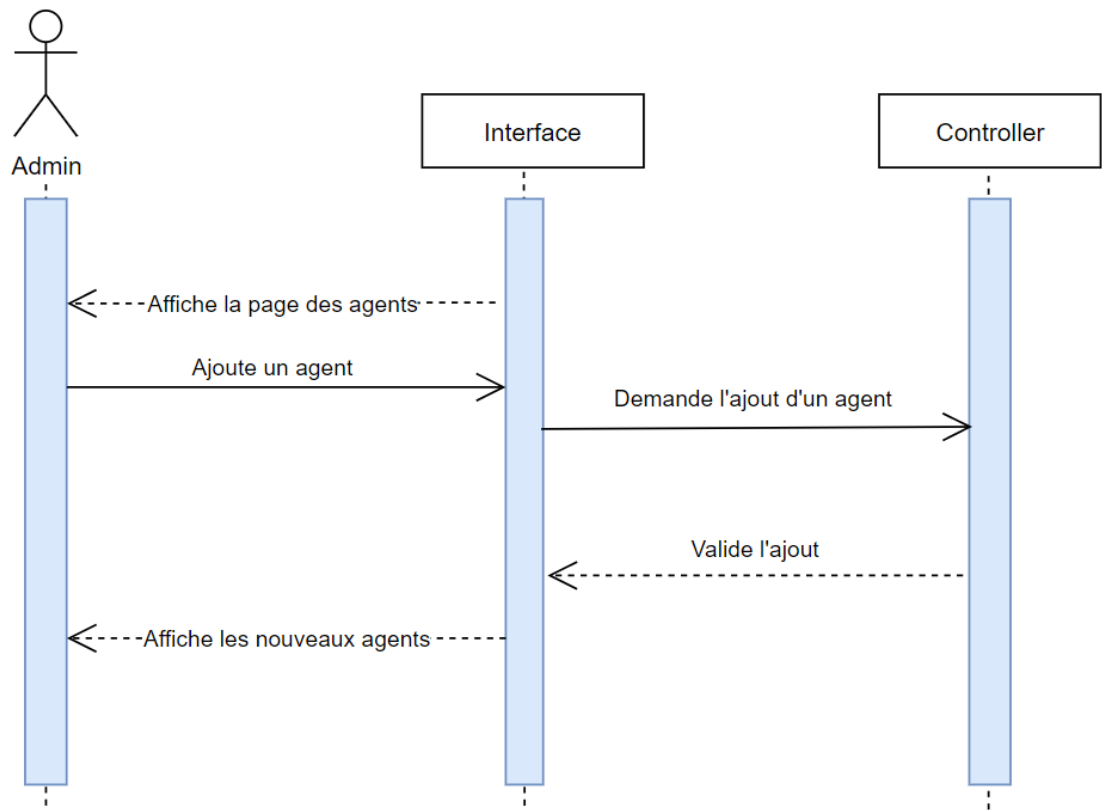 Admin
Interface
Controller
Affiche la page des agents
Ajoute un agent
Demande l'ajout d'un agent
Valide l'ajout
Affiche les nouveaux agents